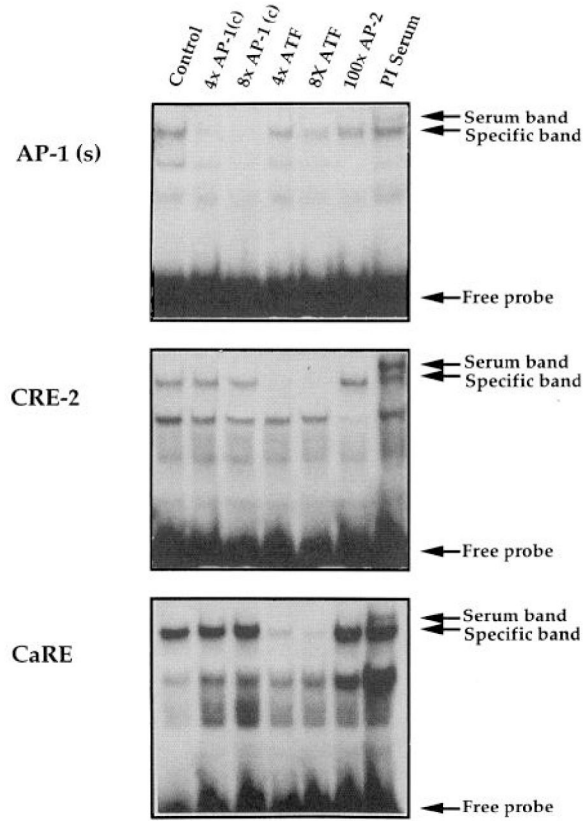 Control
4x AP-1(c)
8x AP-1 (c)
4x ATF
8X ATF
100x AP-2
PI Serum
AP-1 (s)
Serum band
Specific band
Free probe
CRE-2
Serum band
Specific band
Free probe
CaRE
Serum band
Specific band
Free probe